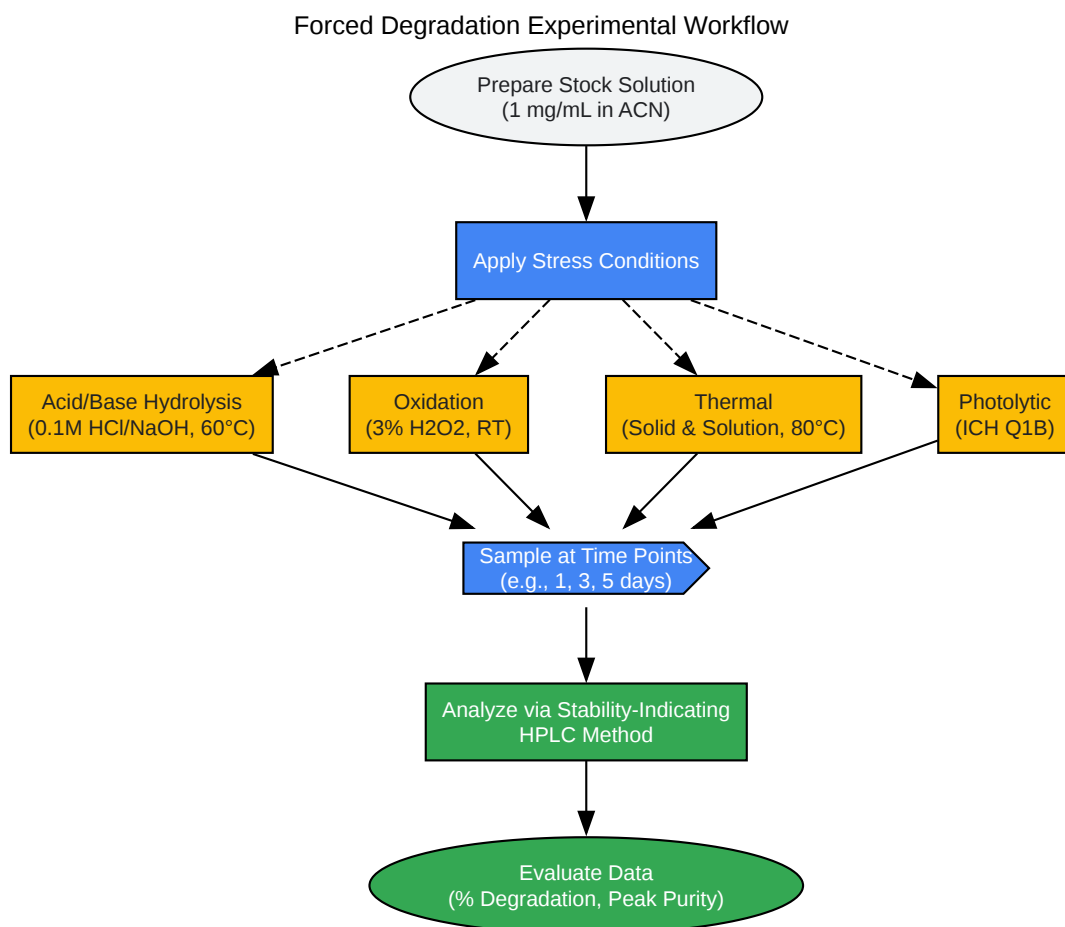 Forced Degradation Experimental Workflow
Prepare Stock Solution
(1 mg/mL in ACN)
Apply Stress Conditions
Acid/Base Hydrolysis
(0.1M HCl/NaOH, 60°C)
Oxidation
(3% H2O2, RT)
Thermal
(Solid & Solution, 80°C)
Photolytic
(ICH Q1B)
Sample at Time Points
(e.g., 1, 3, 5 days)
Analyze via Stability-Indicating
HPLC Method
Evaluate Data
(% Degradation, Peak Purity)